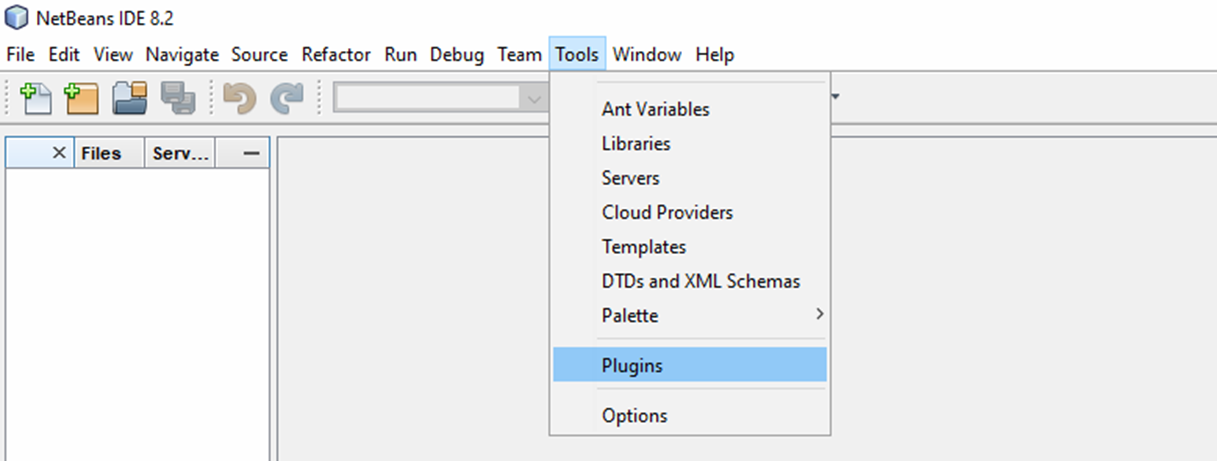 NetBeans IDE 8.2
File Edit View Navigate Source Refactor Run Debug Team Tools Window Help
Files Serv...
Ant Variables
Libraries
Servers
Cloud Providers
Templates
DTDs and XML Schemas
Palette
Plugins
Options